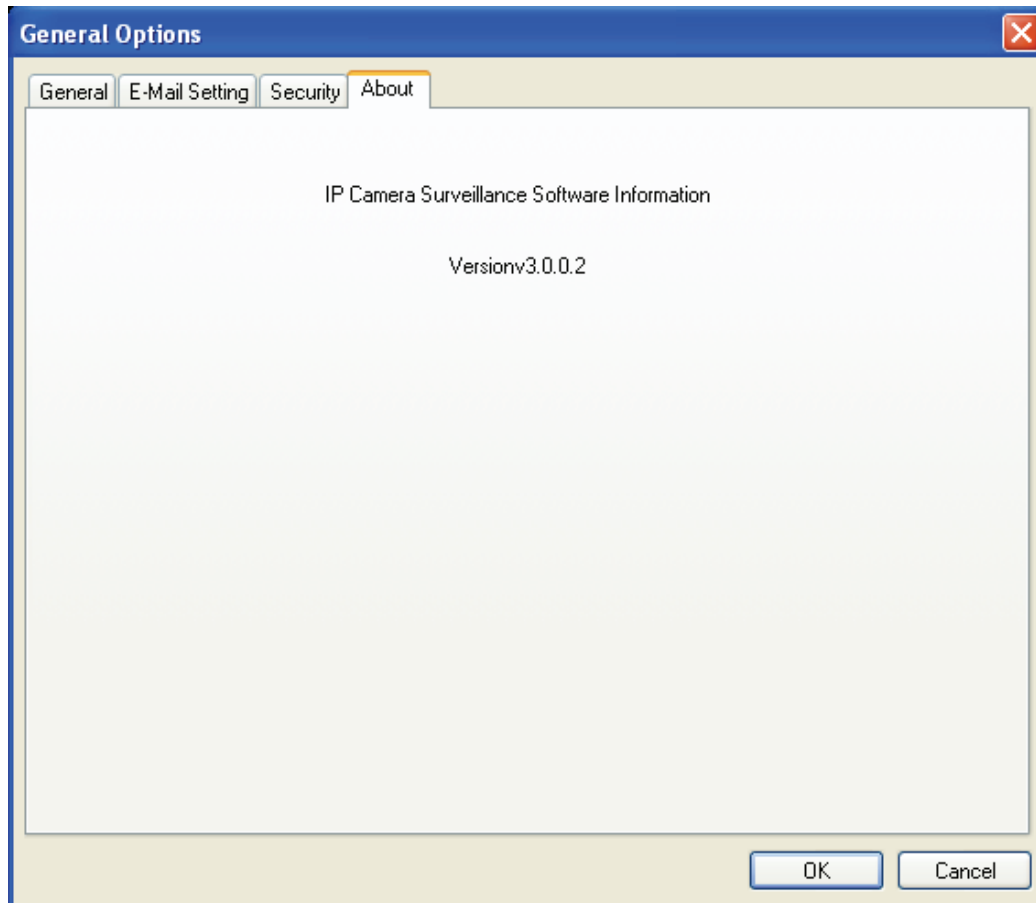 General Options
General E-Mail Setting Security About
IP Camera Surveillance Software Information
Versionv3.0.0.2
OK Cancel